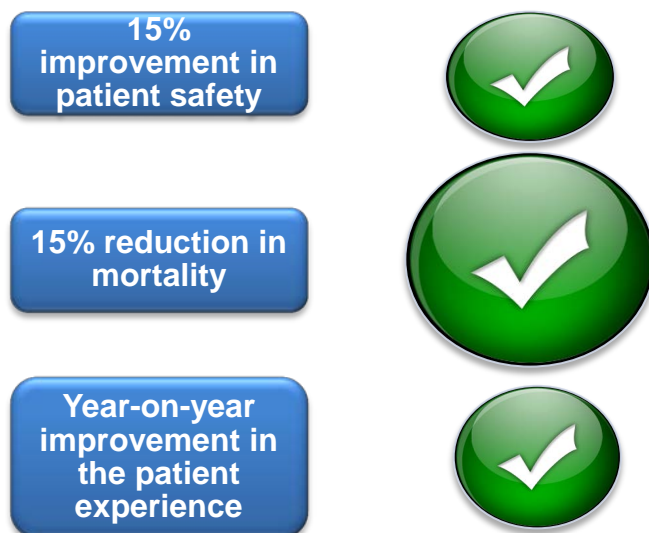 15%
improvement in
patient safety
15% reduction in
mortality
Year-on-year
improvement in
the patient
experience